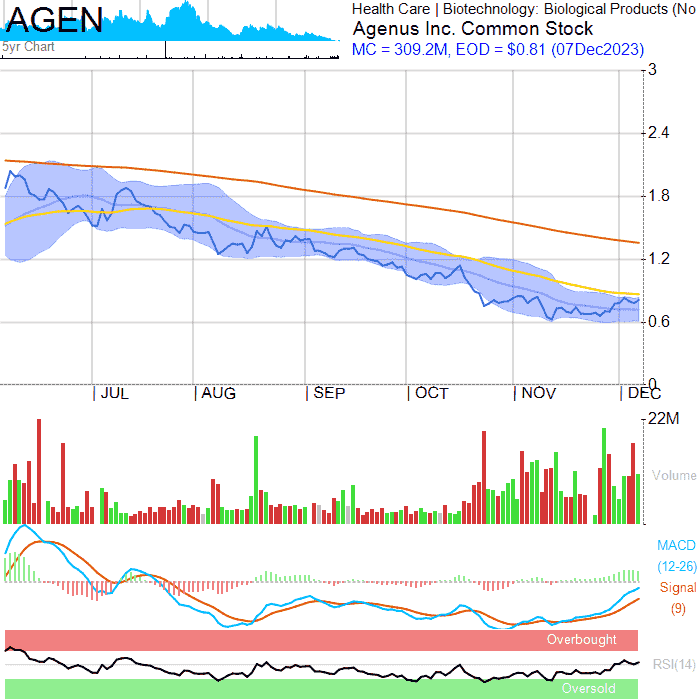 AGEN
5yr Chart
Health Care | Biotechnology: Biological Products (No
Agenus Inc. Common Stock
MC = 309.2M, EOD = $0.81 (07Dec2023)
3
2.4
1.8
1.2
0.6
0
JUL AUG SEP OCT NOV DEC
22M
Volume
MACD
(12-26)
Signal
(9)
Overbought
RSI(14)
Oversold